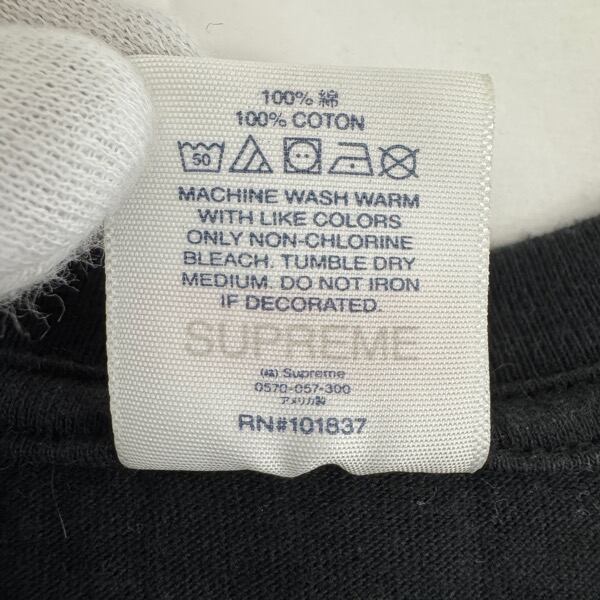 100% 綿
100% COTON
50
MACHINE WASH WARM
WITH LIKE COLORS
ONLY NON-CHLORINE
BLEACH. TUMBLE DRY
MEDIUM. DO NOT IRON
IF DECORATED.
SUPREME
(株) Supreme
0570-057-300
アメリカ製
RN#101837